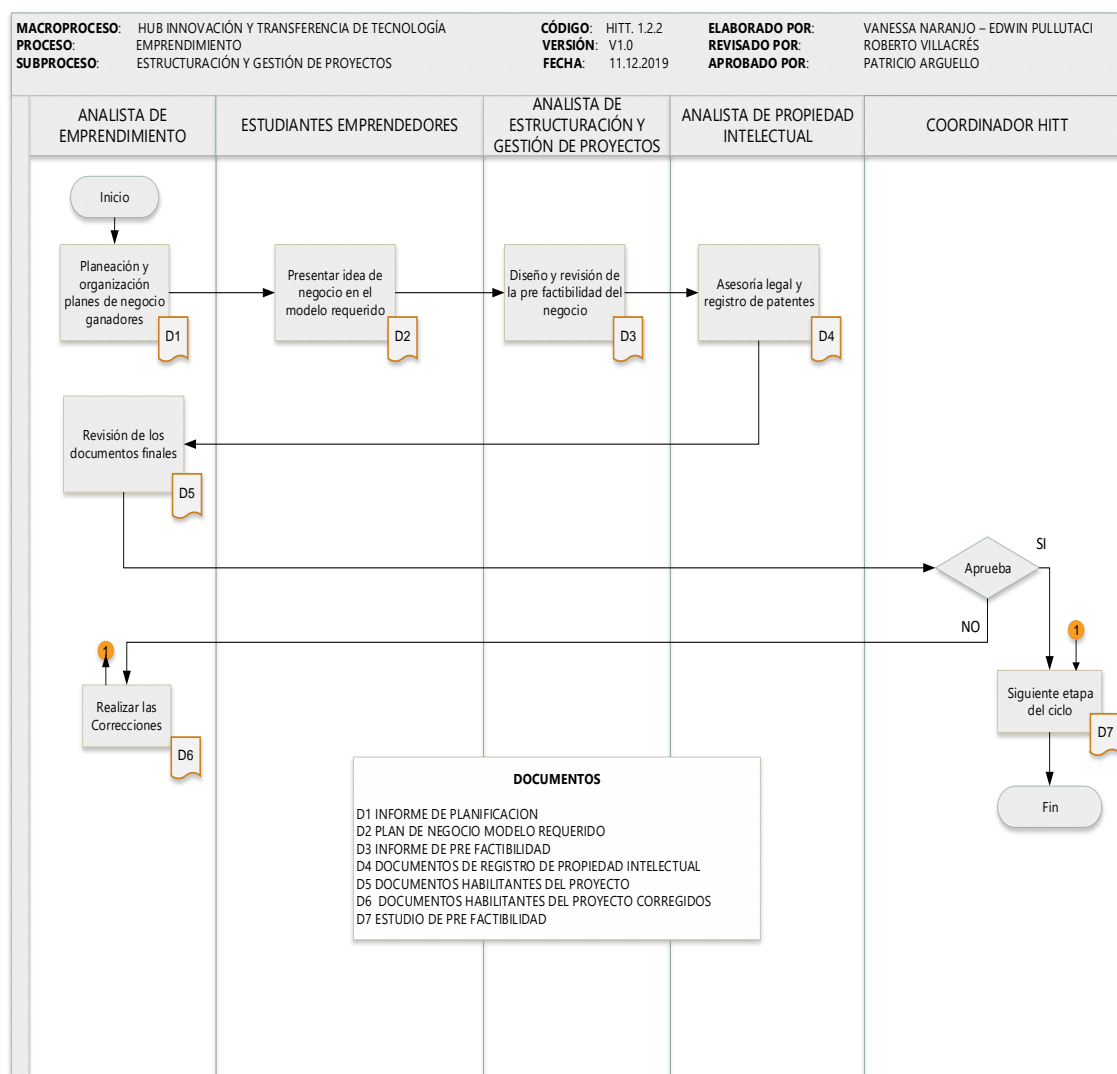 MACROPROCESO: HUB INNOVACIÓN Y TRANSFERENCIA DE TECNOLOGÍA
PROCESO: EMPRENDIMIENTO
SUBPROCESO: ESTRUCTURACIÓN Y GESTIÓN DE PROYECTOS
CÓDIGO: HITT. 1.2.2
VERSIÓN: V1.0
FECHA: 11.12.2019
ELABORADO POR: VANESSA NARANJO – EDWIN PULLUTACI
REVISADO POR: ROBERTO VILLACRÉS
APROBADO POR: PATRICIO ARGUELLO
ANALISTA DE
EMPRENDIMIENTO
ESTUDIANTES EMPRENDEDORES
ANALISTA DE
ESTRUCTURACIÓN Y
GESTIÓN DE PROYECTOS
ANALISTA DE PROPIEDAD
INTELECTUAL
COORDINADOR HITT
Inicio
Planeación y
organización
planes de negocio
ganadores
D1
Presentar idea de
negocio en el
modelo requerido
D2
Diseño y revisión de
la pre factibilidad del
negocio
D3
Asesoría legal y
registro de patentes
D4
Revisión de los
documentos finales
D5
Aprueba
SI
NO
1
1
Realizar las
Correcciones
D6
Siguiente etapa
del ciclo
D7
Fin
DOCUMENTOS
D1 INFORME DE PLANIFICACION
D2 PLAN DE NEGOCIO MODELO REQUERIDO
D3 INFORME DE PRE FACTIBILIDAD
D4 DOCUMENTOS DE REGISTRO DE PROPIEDAD INTELECTUAL
D5 DOCUMENTOS HABILITANTES DEL PROYECTO
D6 DOCUMENTOS HABILITANTES DEL PROYECTO CORREGIDOS
D7 ESTUDIO DE PRE FACTIBILIDAD